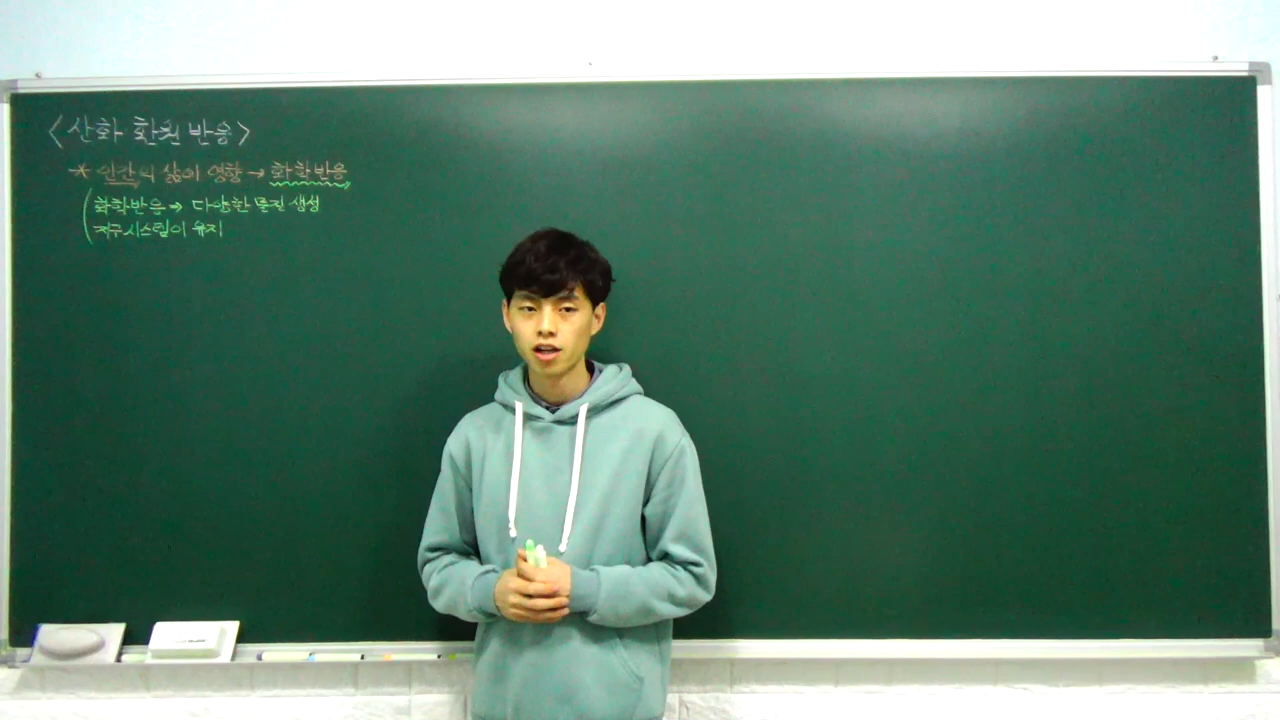 <산화 환원 반응>
* 인간의 삶이 영향 → 화학반응
화학반응 → 다양한 물질 생성
지구시스템이 유지